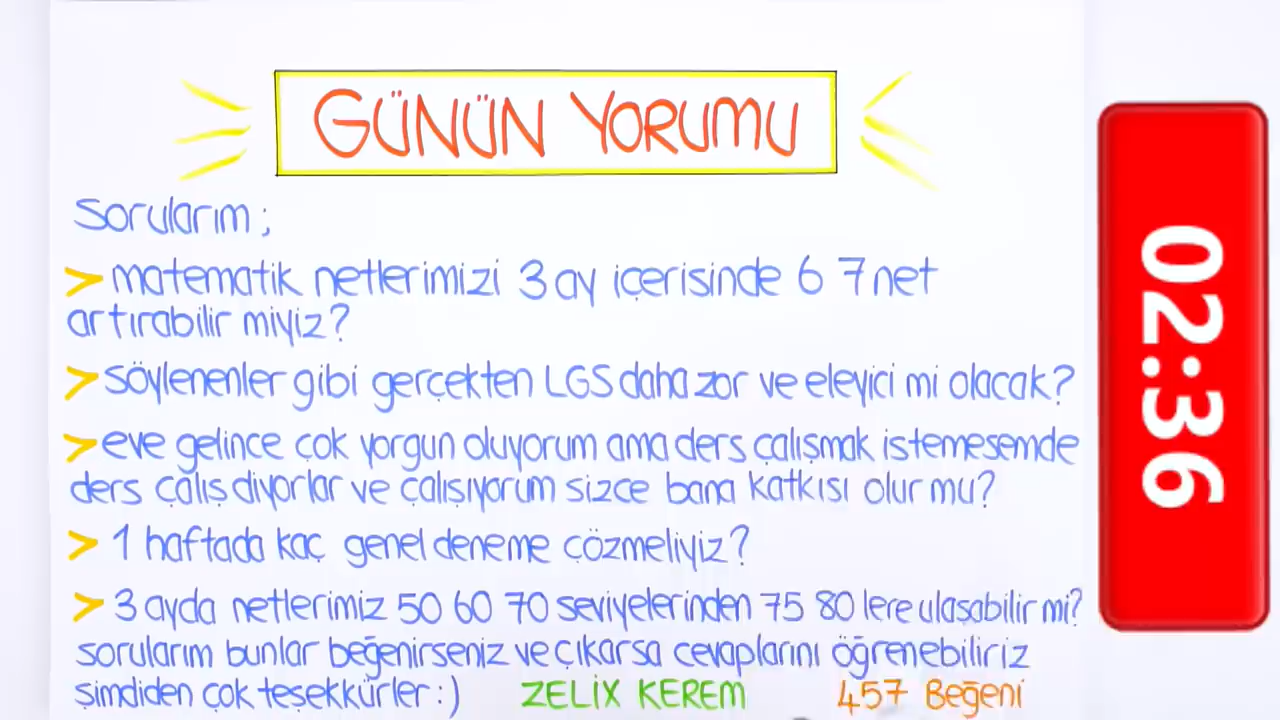 GÜNÜN YORUMU
Sorularım;
> matematik netlerimizi 3 ay içerisinde 6 7 net
artırabilir miyiz?
> söylenenler gibi gerçekten LGS daha zor ve eleyici mi olacak?
> eve gelince çok yorgun oluyorum ama ders çalışmak istemesemde
ders çalış diyorlar ve çalışıyorum sizce bana katkısı olur mu?
> 1 haftada kaç genel deneme çözmeliyiz?
> 3 ayda netlerimiz 50 60 70 seviyelerinden 75 80 lere ulaşabilir mi?
sorularım bunlar beğenirseniz ve çıkarsa cevaplarını öğrenebiliriz
şimdiden çok teşekkürler :) ZELİX KEREM 457 Beğeni
02:36